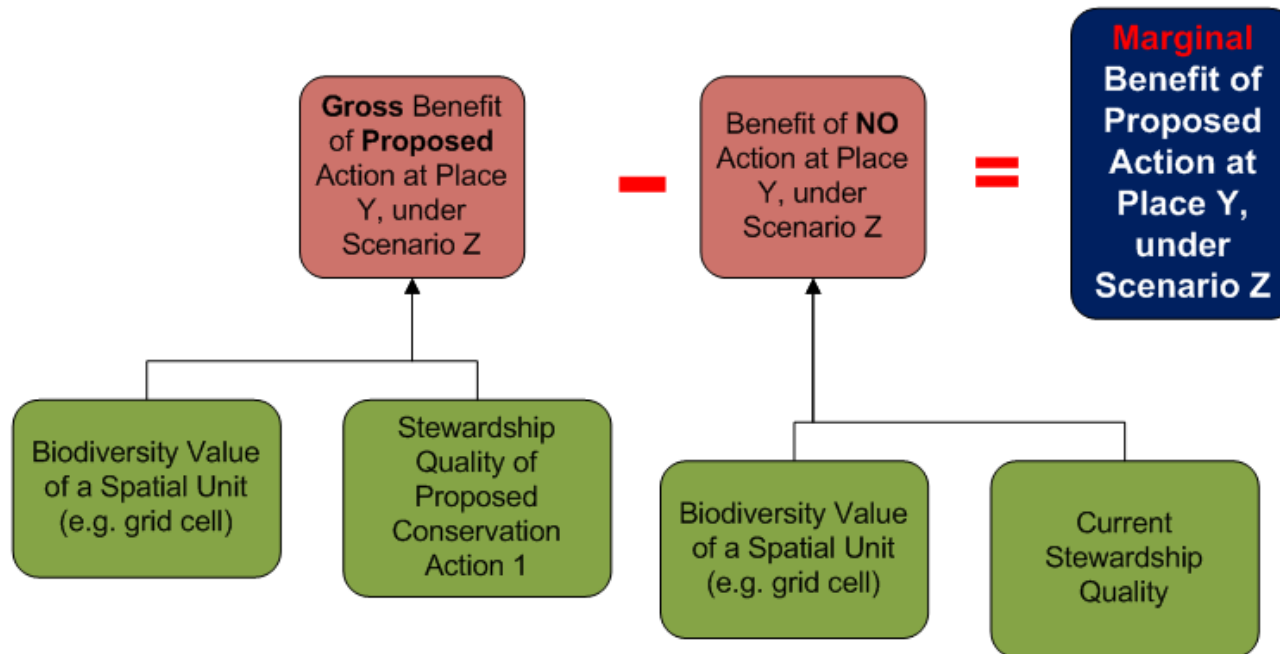 Gross Benefit
of Proposed
Action at Place
Y, under
Scenario Z
-
Benefit of NO
Action at Place
Y, under
Scenario Z
=
Marginal
Benefit of
Proposed
Action at
Place Y,
under
Scenario Z
Biodiversity Value
of a Spatial Unit
(e.g. grid cell)
Stewardship
Quality of
Proposed
Conservation
Action 1
Biodiversity Value
of a Spatial Unit
(e.g. grid cell)
Current
Stewardship
Quality